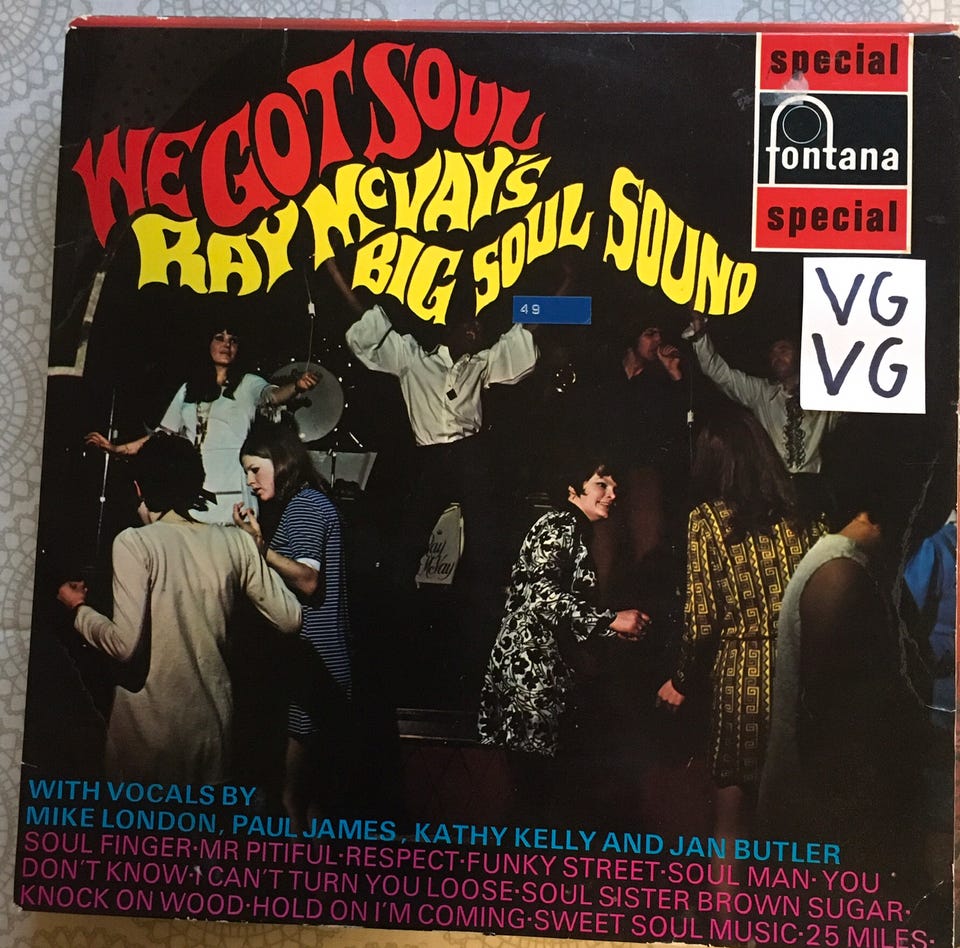 WE GOT SOUL
RAY McVAY'S
BIG SOUL SOUND
special
fontana
special
VG
VG
49
Ray
McVay
WITH VOCALS BY
MIKE LONDON, PAUL JAMES, KATHY KELLY AND JAN BUTLER
SOUL FINGER·MR PITIFUL·RESPECT·FUNKY STREET·SOUL MAN·YOU
DON'T KNOW·I CAN'T TURN YOU LOOSE·SOUL SISTER BROWN SUGAR·
KNOCK ON WOOD·HOLD ON I'M COMING·SWEET SOUL MUSIC·25 MILES·